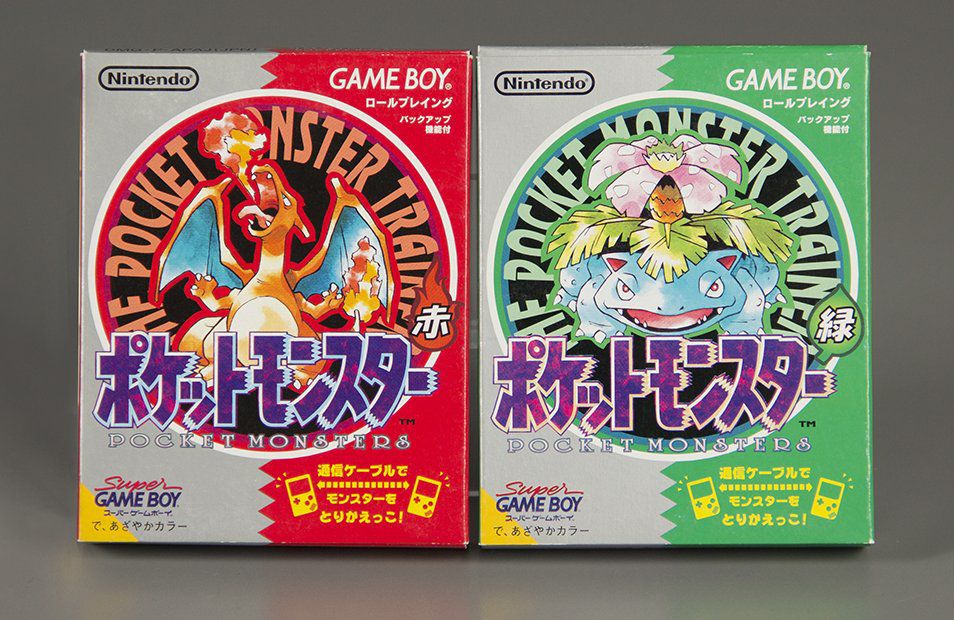 Nintendo®
GAME BOY®
ロールプレイング
バックアップ
機能付
POCKET MONSTER TRAIN
赤
ポケットモンスター™
POCKET MONSTERS
Super
GAME BOY
スーパーゲームボーイ
で、あざやかカラー
通信ケーブルで
モンスターを
とりかえっこ!
Nintendo®
GAME BOY®
ロールプレイング
バックアップ
機能付
POCKET MONSTER TRAIN
緑
ポケットモンスター™
POCKET MONSTERS
Super
GAME BOY
スーパーゲームボーイ
で、あざやかカラー
通信ケーブルで
モンスターを
とりかえっこ!